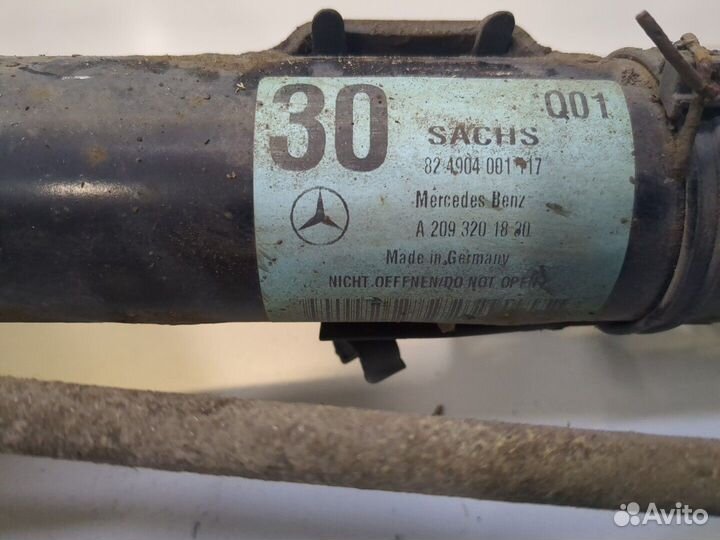 30
Q01
SACHS
82 4904 001 117
Mercedes Benz
A 209 320 18 30
Made in Germany
NICHT OEFFNEN/DO NOT OPEN
Avito